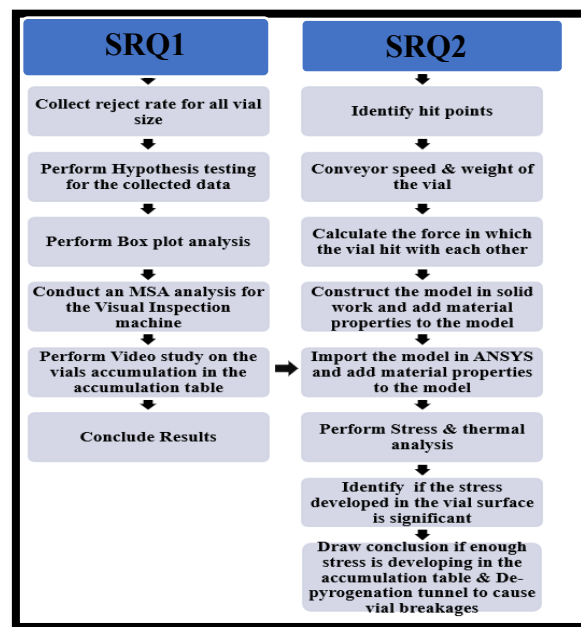 SRQ1
Collect reject rate for all vial
size
Perform Hypothesis testing
for the collected data
Perform Box plot analysis
Conduct an MSA analysis for
the Visual Inspection
machine
Perform Video study on the
vials accumulation in the
accumulation table
Conclude Results
SRQ2
Identify hit points
Conveyor speed & weight of
the vial
Calculate the force in which
the vial hit with each other
Construct the model in solid
work and add material
properties to the model
Import the model in ANSYS
and add material properties
to the model
Perform Stress & thermal
analysis
Identify if the stress
developed in the vial surface
is significant
Draw conclusion if enough
stress is developing in the
accumulation table & De-
pyrogenation tunnel to cause
vial breakages